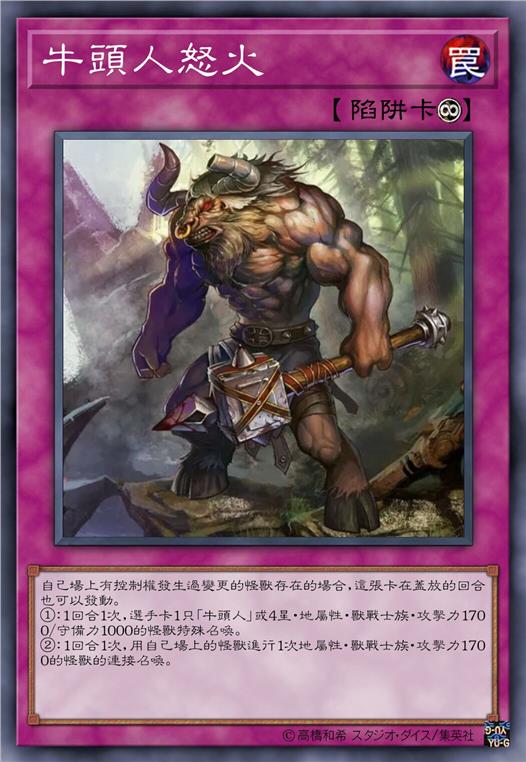 牛頭人怒火
罠
【陷阱卡♾】
自己場上有控制權發生過變更的怪獸存在的場合,這張卡在蓋放的回合
也可以發動。
①:1回合1次,選手卡1只「牛頭人」或4星·地屬性·獸戰士族·攻擊力170
0/守備力1000的怪獸特殊召喚。
②:1回合1次,用自己場上的怪獸進行1次地屬性·獸戰士族·攻擊力170
0的怪獸的連接召喚。
©高橋和希 スタジオ·ダイス/集英社
YU-G
YU-G